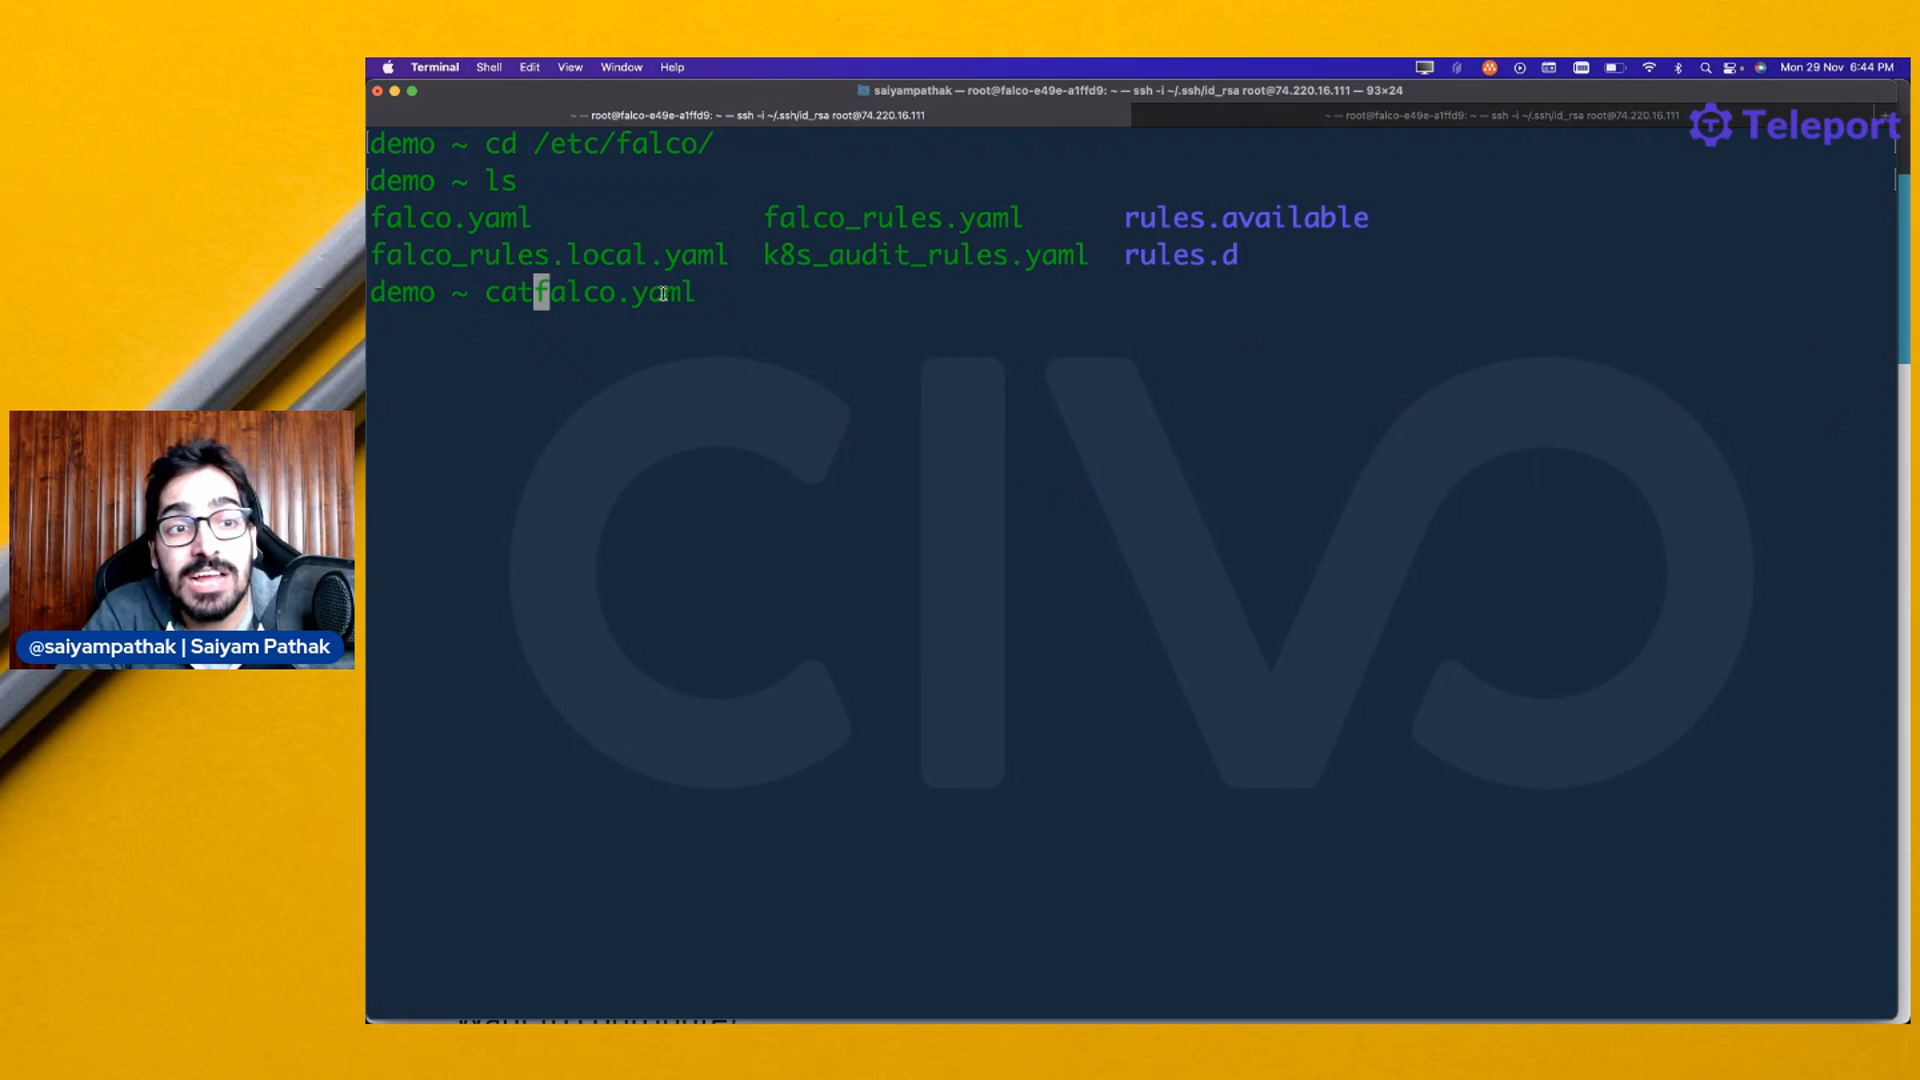 Terminal Shell Edit View Window Help
Mon 29 Nov 6:44 PM
saiyampathak — root@falco-e49e-a1ffd9: ~ — ssh -i ~/.ssh/id_rsa root@74.220.16.111 — 93×24
~ — root@falco-e49e-a1ffd9: ~ — ssh -i ~/.ssh/id_rsa root@74.220.16.111
~ — root@falco-e49e-a1ffd9: ~ — ssh -i ~/.ssh/id_rsa root@74.220.16.111
Teleport
demo ~ cd /etc/falco/
demo ~ ls
falco.yaml falco_rules.yaml rules.available
falco_rules.local.yaml k8s_audit_rules.yaml rules.d
demo ~ catfalco.yaml
CIVO
@saiyampathak | Saiyam Pathak